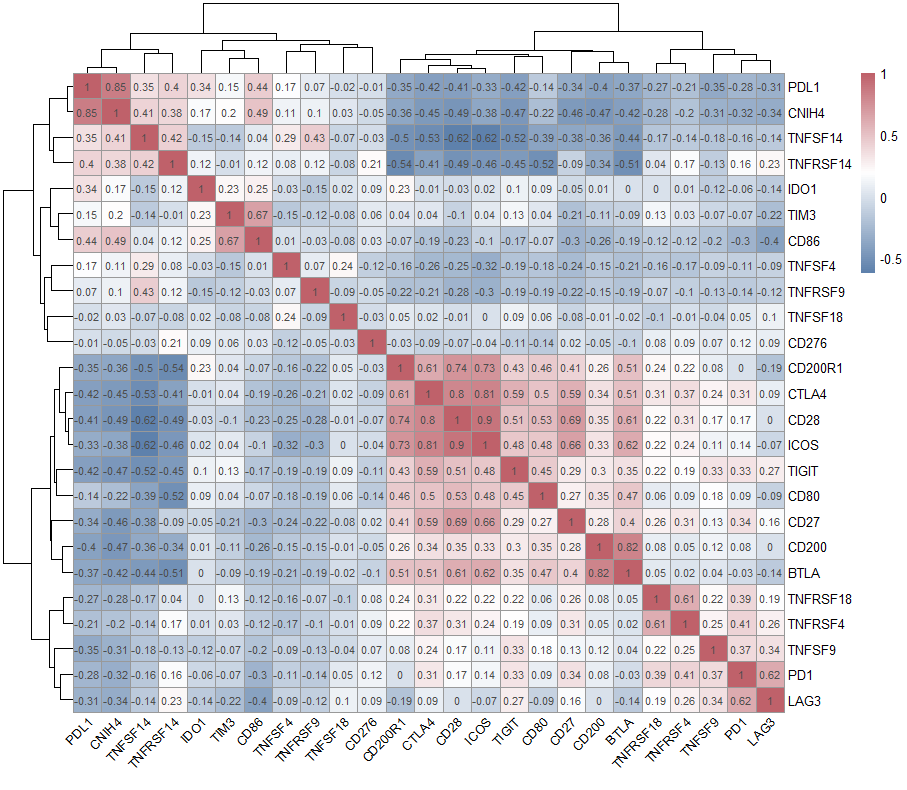 1 0.85 0.35 0.4 0.34 0.15 0.44 0.17 0.07 -0.02 -0.01 -0.35 -0.42 -0.41 -0.33 -0.42 -0.14 -0.34 -0.4 -0.37 -0.27 -0.21 -0.35 -0.28 -0.31 PDL1
0.85 1 0.41 0.38 0.17 0.2 0.49 0.11 0.1 0.03 -0.05 -0.36 -0.45 -0.49 -0.38 -0.47 -0.22 -0.46 -0.47 -0.42 -0.28 -0.2 -0.31 -0.32 -0.34 CNIH4
0.35 0.41 1 0.42 -0.15 -0.14 0.04 0.29 0.43 -0.07 -0.03 -0.5 -0.53 -0.62 -0.62 -0.52 -0.39 -0.38 -0.36 -0.44 -0.17 -0.14 -0.18 -0.16 -0.14 TNFSF14
0.4 0.38 0.42 1 0.12 -0.01 0.12 0.08 0.12 -0.08 0.21 -0.54 -0.41 -0.49 -0.46 -0.45 -0.52 -0.09 -0.34 -0.51 0.04 0.17 -0.13 0.16 0.23 TNFRSF14
0.34 0.17 -0.15 0.12 1 0.23 0.25 -0.03 -0.15 0.02 0.09 0.23 -0.01 -0.03 0.02 0.1 0.09 -0.05 0.01 0 0 0.01 -0.12 -0.06 -0.14 IDO1
0.15 0.2 -0.14 -0.01 0.23 1 0.67 -0.15 -0.12 -0.08 0.06 0.04 0.04 -0.1 0.04 0.13 0.04 -0.21 -0.11 -0.09 0.13 0.03 -0.07 -0.07 -0.22 TIM3
0.44 0.49 0.04 0.12 0.25 0.67 1 0.01 -0.03 -0.08 0.03 -0.07 -0.19 -0.23 -0.1 -0.17 -0.07 -0.3 -0.26 -0.19 -0.12 -0.12 -0.2 -0.3 -0.4 CD86
0.17 0.11 0.29 0.08 -0.03 -0.15 0.01 1 0.07 0.24 -0.12 -0.16 -0.26 -0.25 -0.32 -0.19 -0.18 -0.24 -0.15 -0.21 -0.16 -0.17 -0.09 -0.11 -0.09 TNFSF4
0.07 0.1 0.43 0.12 -0.15 -0.12 -0.03 0.07 1 -0.09 -0.05 -0.22 -0.21 -0.28 -0.3 -0.19 -0.19 -0.22 -0.15 -0.19 -0.07 -0.1 -0.13 -0.14 -0.12 TNFRSF9
-0.02 0.03 -0.07 -0.08 0.02 -0.08 -0.08 0.24 -0.09 1 -0.03 -0.03 0.02 -0.01 0 0.06 0.06 -0.08 -0.01 -0.02 -0.1 -0.01 -0.04 0.05 0.1 TNFSF18
-0.01 -0.05 -0.03 0.21 0.09 0.06 0.03 -0.12 -0.05 -0.03 1 -0.03 -0.09 -0.07 -0.04 -0.11 -0.14 0.02 -0.05 -0.1 0.08 0.09 0.07 0.12 0.09 CD276
-0.35 -0.36 -0.5 -0.54 0.23 0.04 -0.07 -0.16 -0.22 -0.03 -0.03 1 0.61 0.74 0.73 0.43 0.46 0.41 0.26 0.51 0.24 0.22 0.08 0 -0.19 CD200R1
-0.42 -0.45 -0.53 -0.41 -0.01 0.04 -0.19 -0.26 -0.21 0.02 -0.09 0.61 1 0.8 0.81 0.59 0.5 0.59 0.34 0.51 0.31 0.37 0.24 0.31 0.09 CTLA4
-0.41 -0.49 -0.62 -0.49 -0.03 -0.1 -0.23 -0.25 -0.28 -0.01 -0.07 0.74 0.8 1 0.9 0.51 0.53 0.69 0.35 0.61 0.22 0.31 0.17 0.17 0 CD28
-0.33 -0.38 -0.62 -0.46 0.02 0.04 -0.1 -0.32 -0.3 0 -0.04 0.73 0.81 0.9 1 0.48 0.48 0.66 0.33 0.62 0.22 0.24 0.11 0.14 -0.07 ICOS
-0.42 -0.47 -0.52 -0.45 0.1 0.13 -0.17 -0.19 -0.19 0.09 -0.11 0.43 0.59 0.51 0.48 1 0.45 0.29 0.3 0.35 0.22 0.19 0.33 0.33 0.27 TIGIT
-0.14 -0.22 -0.39 -0.52 0.09 0.04 -0.07 -0.18 -0.19 0.06 -0.14 0.46 0.5 0.53 0.48 0.45 1 0.27 0.35 0.47 0.06 0.09 0.18 0.09 -0.09 CD80
-0.34 -0.46 -0.38 -0.09 -0.05 -0.21 -0.3 -0.24 -0.22 -0.08 0.02 0.41 0.59 0.69 0.66 0.29 0.27 1 0.28 0.4 0.26 0.31 0.13 0.34 0.16 CD27
-0.4 -0.47 -0.36 -0.34 0.01 -0.11 -0.26 -0.15 -0.15 -0.01 -0.05 0.26 0.34 0.35 0.33 0.3 0.35 0.28 1 0.82 0.08 0.05 0.12 0.08 0 CD200
-0.37 -0.42 -0.44 -0.51 0 -0.09 -0.19 -0.21 -0.19 -0.02 -0.1 0.51 0.51 0.61 0.62 0.35 0.47 0.4 0.82 1 0.05 0.02 0.04 -0.03 -0.14 BTLA
-0.27 -0.28 -0.17 0.04 0 0.13 -0.12 -0.16 -0.07 -0.1 0.08 0.24 0.31 0.22 0.22 0.22 0.06 0.26 0.08 0.05 1 0.61 0.22 0.39 0.19 TNFRSF18
-0.21 -0.2 -0.14 0.17 0.01 0.03 -0.12 -0.17 -0.1 -0.01 0.09 0.22 0.37 0.31 0.24 0.19 0.09 0.31 0.05 0.02 0.61 1 0.25 0.41 0.26 TNFRSF4
-0.35 -0.31 -0.18 -0.13 -0.12 -0.07 -0.2 -0.09 -0.13 -0.04 0.07 0.08 0.24 0.17 0.11 0.33 0.18 0.13 0.12 0.04 0.22 0.25 1 0.37 0.34 TNFSF9
-0.28 -0.32 -0.16 0.16 -0.06 -0.07 -0.3 -0.11 -0.14 0.05 0.12 0 0.31 0.17 0.14 0.33 0.09 0.34 0.08 -0.03 0.39 0.41 0.37 1 0.62 PD1
-0.31 -0.34 -0.14 0.23 -0.14 -0.22 -0.4 -0.09 -0.12 0.1 0.09 -0.19 0.09 0 -0.07 0.27 -0.09 0.16 0 -0.14 0.19 0.26 0.34 0.62 1 LAG3
PDL1 CNIH4 TNFSF14 TNFRSF14 IDO1 TIM3 CD86 TNFSF4 TNFRSF9 TNFSF18 CD276 CD200R1 CTLA4 CD28 ICOS TIGIT CD80 CD27 CD200 BTLA TNFRSF18 TNFRSF4 TNFSF9 PD1 LAG3
1
0.5
0
-0.5